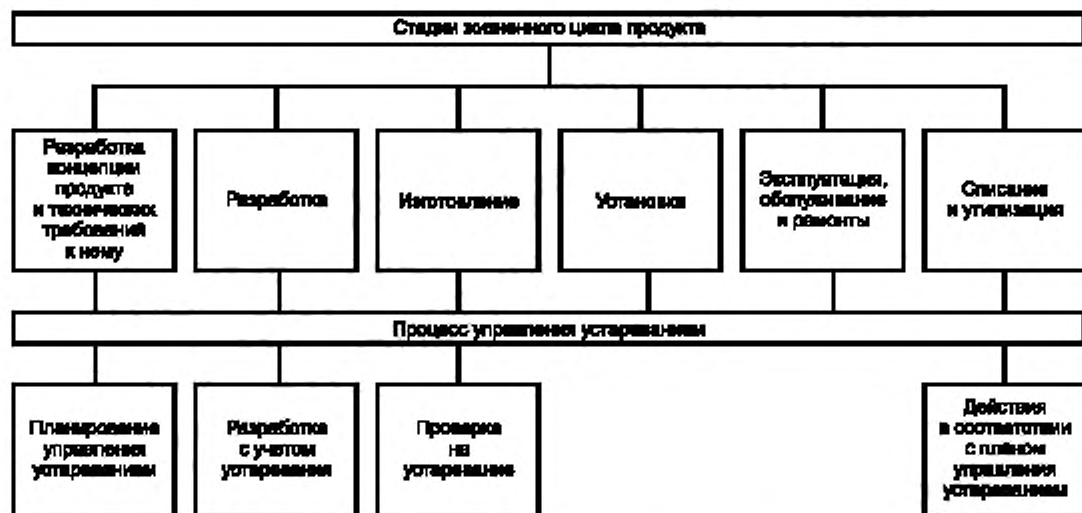 Стадии жизненного цикла продукта
Разработка
концепции
продукта
и технических
требований
к нему
Разработка
Изготовление
Установка
Эксплуатация,
обслуживание
и ремонты
Списание
и утилизация
Процесс управления устареванием
Планирование
управления
устареванием
Разработка
с учетом
устаревания
Проверка
на
устаревание
Действия
в соответствии
с планом
управления
устареванием